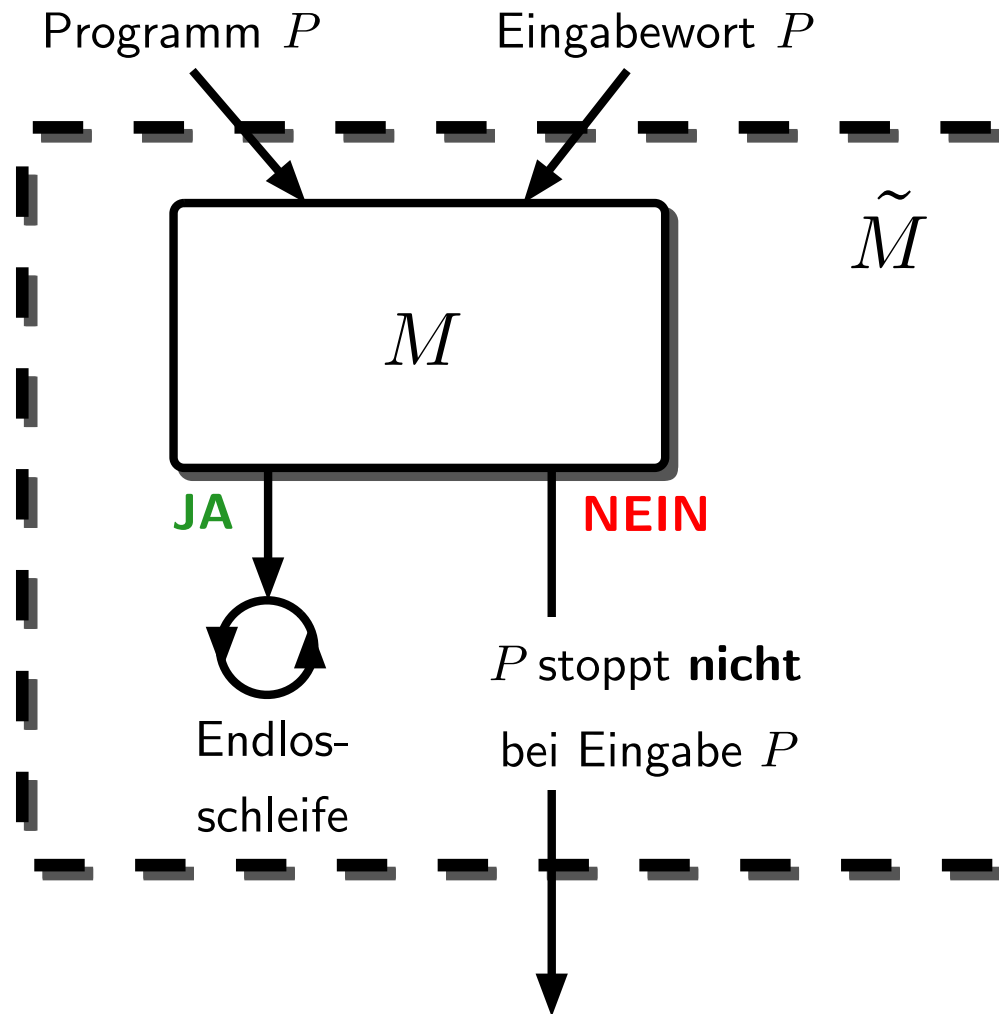 Programm P
Eingabewort P
M̃
M
JA
NEIN
P stoppt nicht
bei Eingabe P
Endlos-
schleife